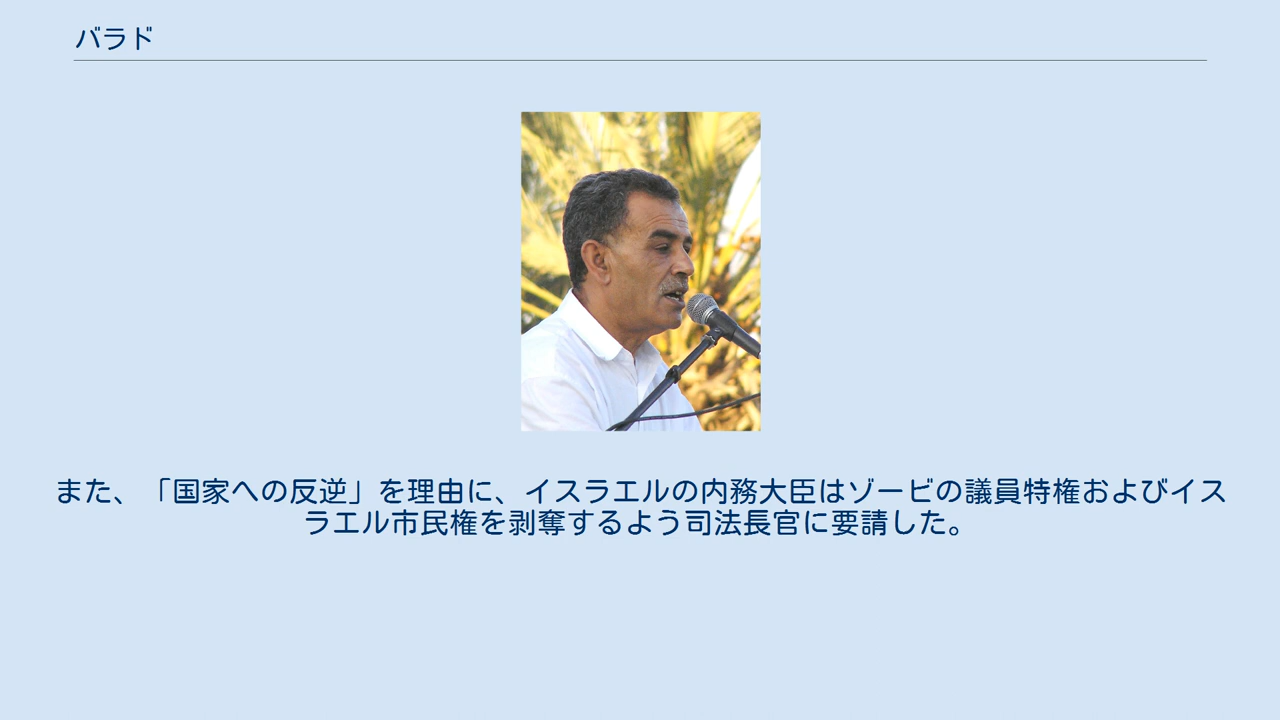 バラド
また、「国家への反逆」を理由に、イスラエルの内務大臣はゾービの議員特権およびイス
ラエル市民権を剥奪するよう司法長官に要請した。